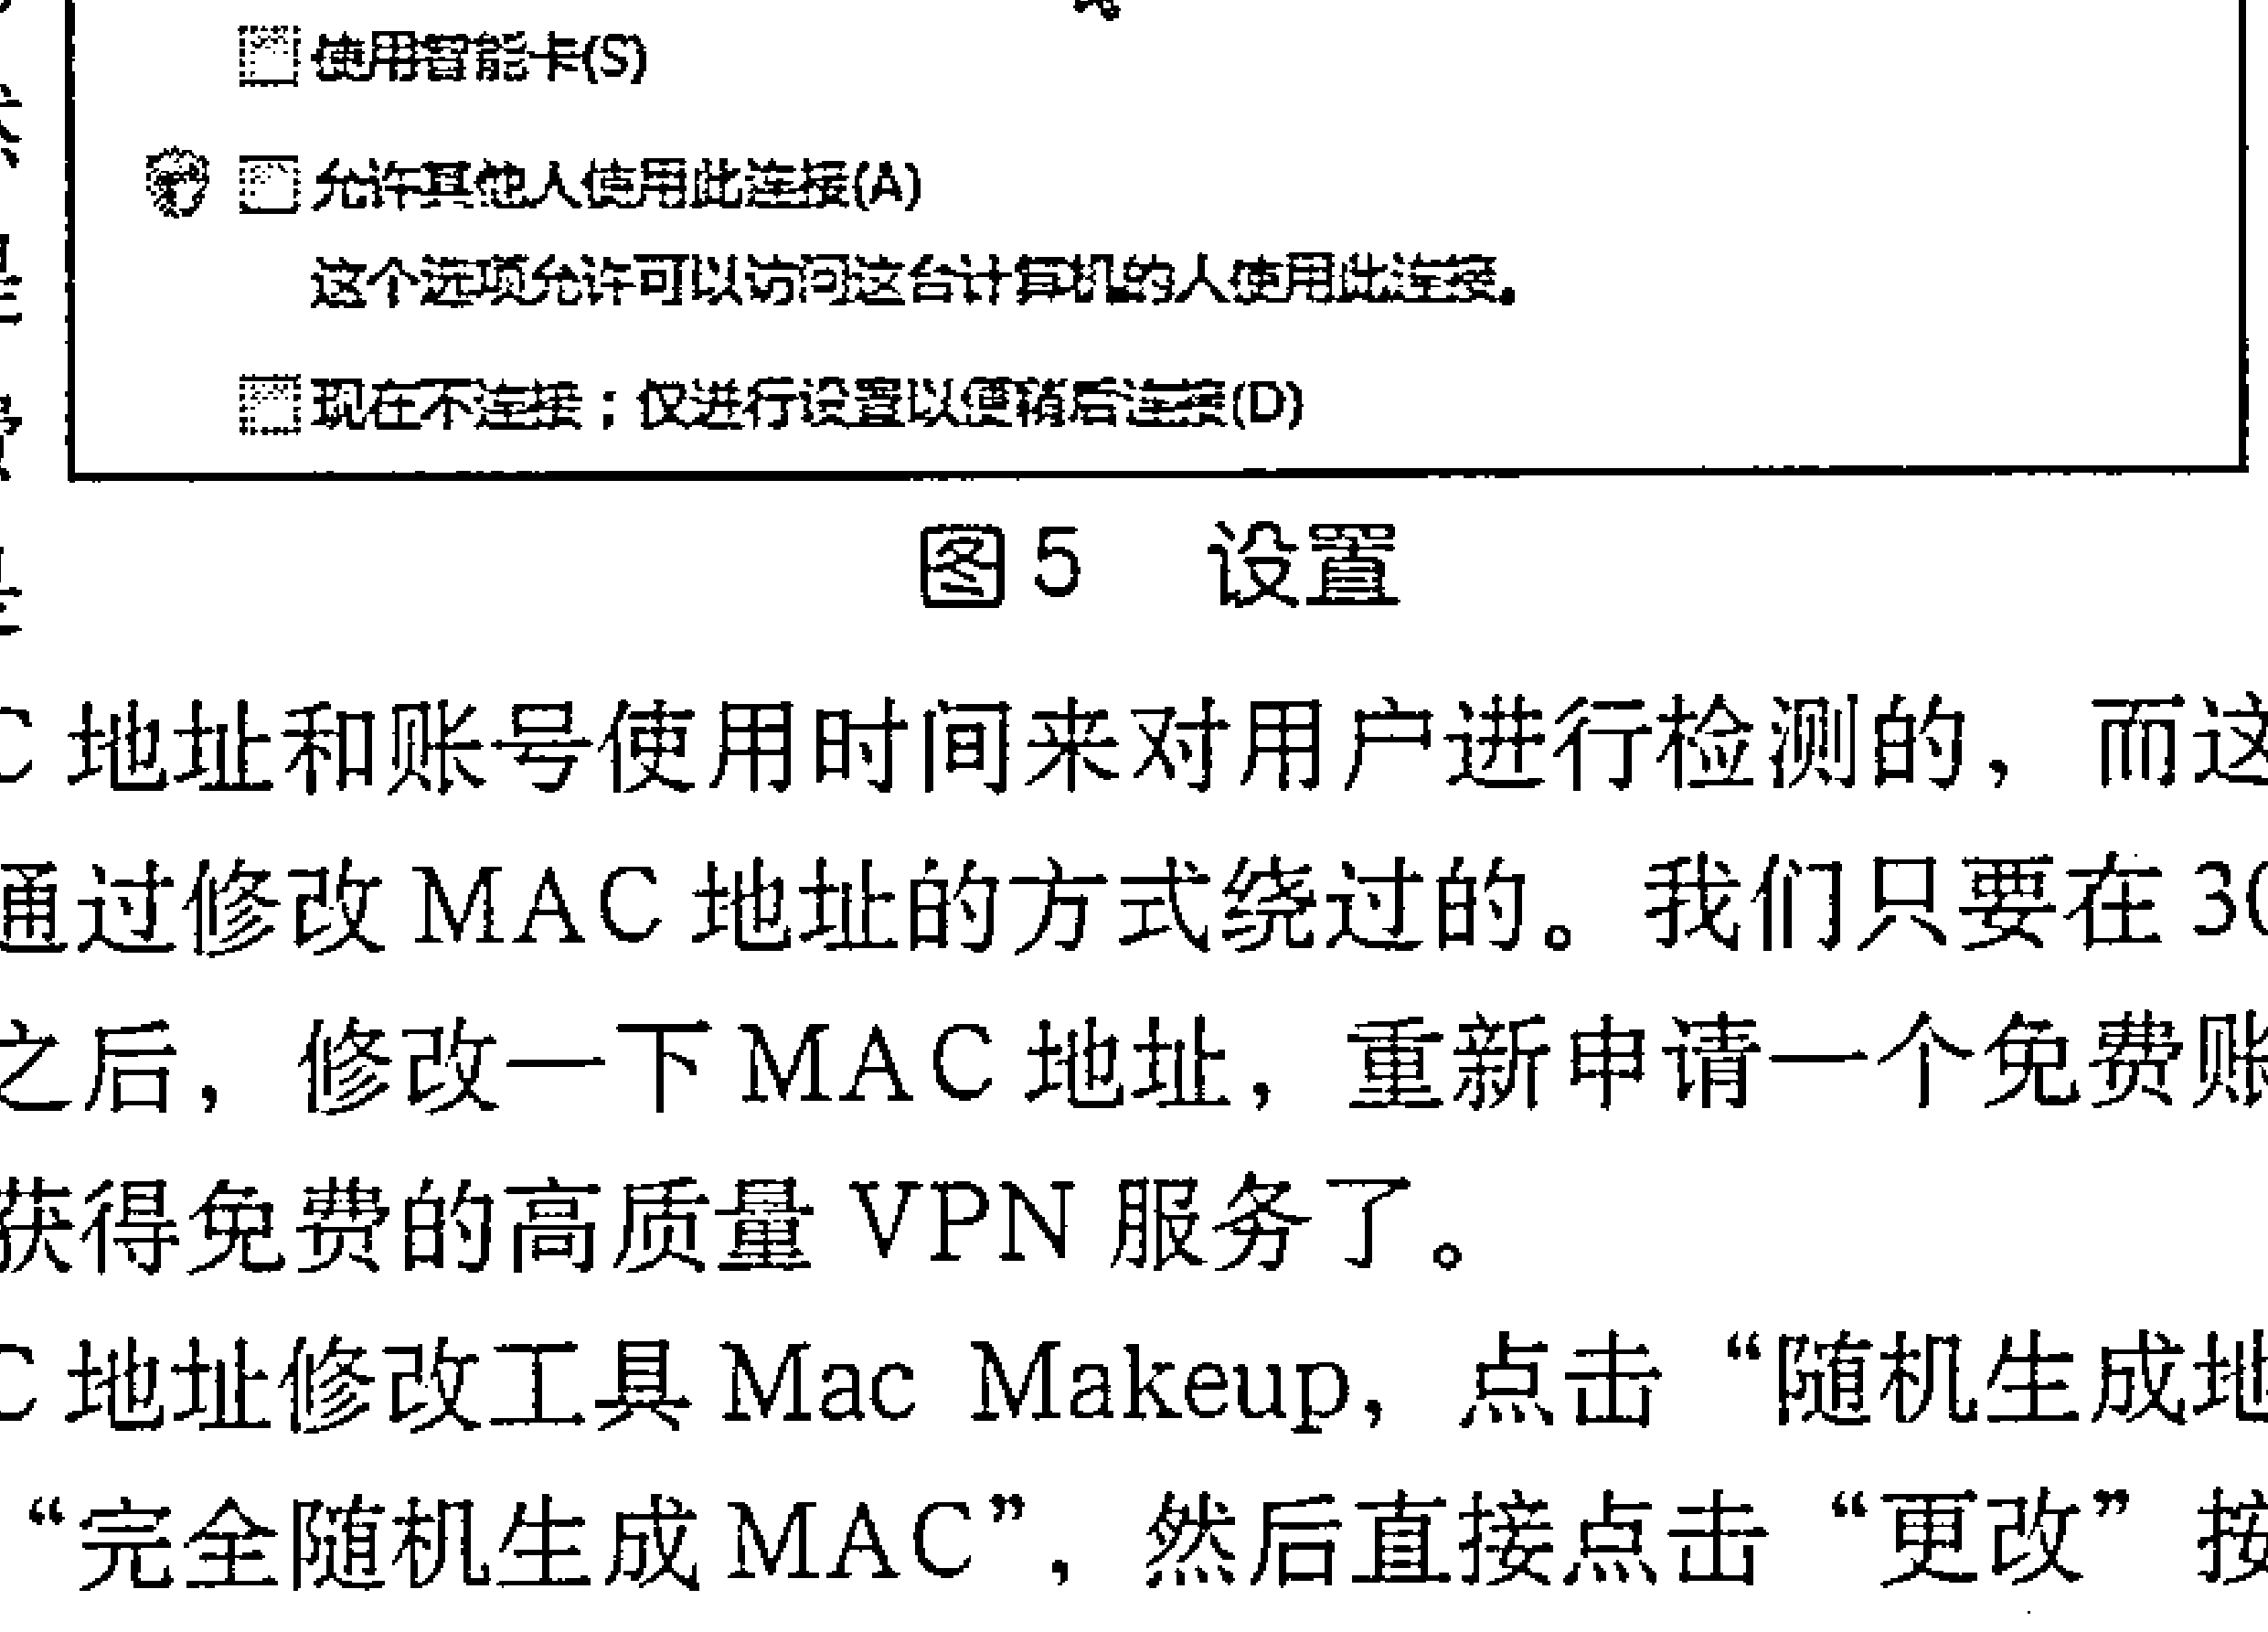 使用智能卡(S)
允许其他人使用此连接(A)
这个选项允许可以访问这台计算机的人使用此连接。
现在不连接；仅进行设置以便稍后连接(D)
图5 设置
C 地址和账号使用时间来对用户进行检测的，而这
通过修改 MAC 地址的方式绕过的。我们只要在 30
之后，修改一下 MAC 地址，重新申请一个免费账
获得免费的高质量 VPN 服务了。
C 地址修改工具 Mac Makeup，点击“随机生成地
“完全随机生成 MAC”，然后直接点击“更改”按